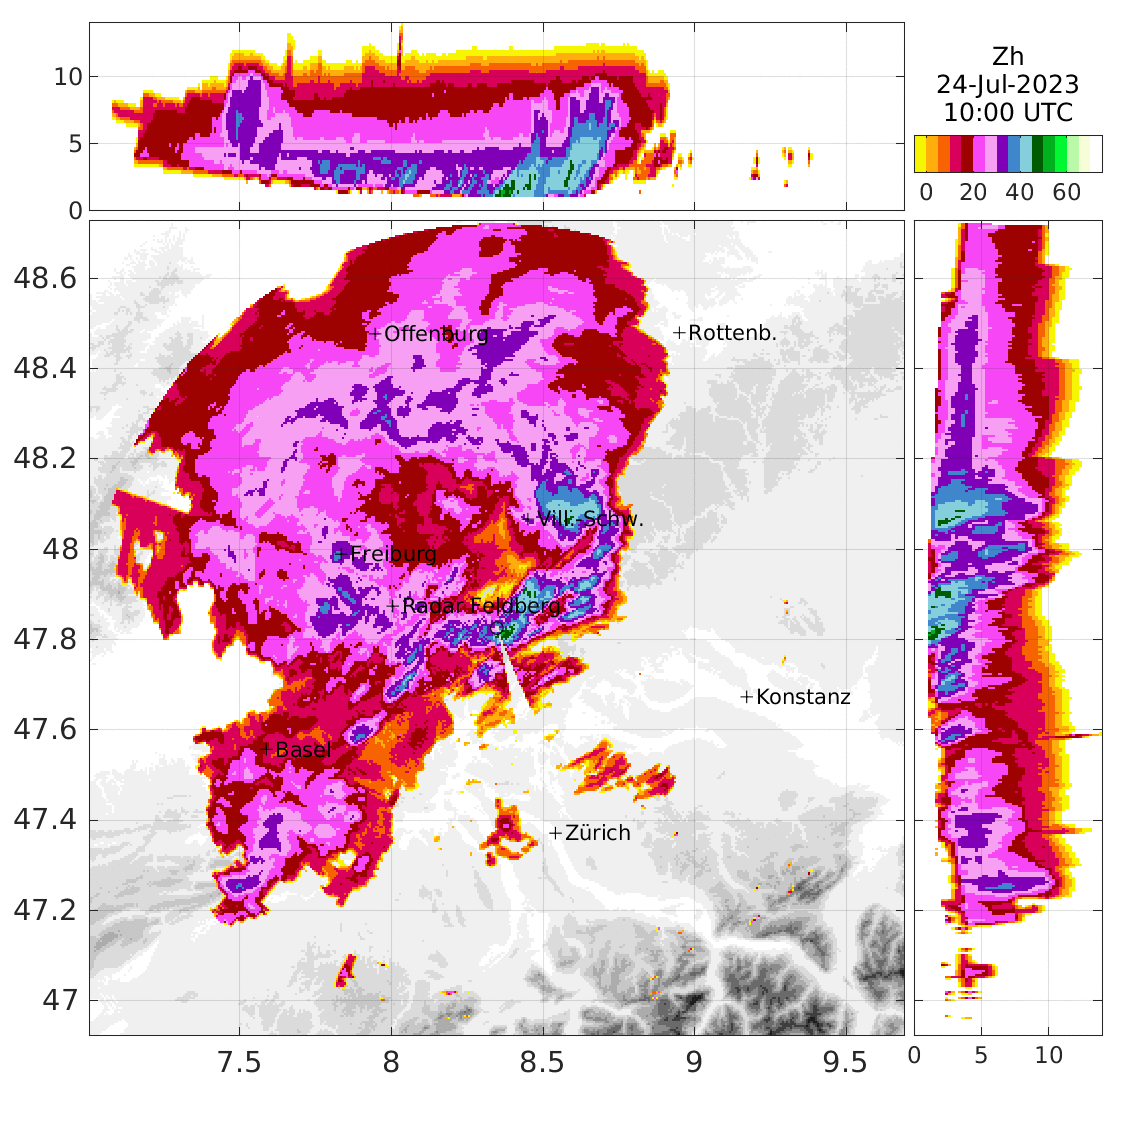 10
5
0
Zh
24-Jul-2023
10:00 UTC
0 20 40 60
48.6
48.4
48.2
48
47.8
47.6
47.4
47.2
47
+Offenburg
+Rottenb.
+Vill.-Schw.
+Freiburg
+Radar Feldberg
+Konstanz
+Basel
+Zürich
7.5 8 8.5 9 9.5
0 5 10